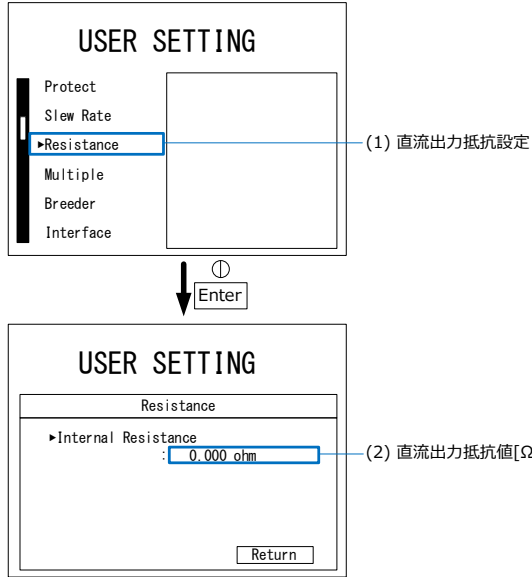 USER SETTING
Protect
Slew Rate
►Resistance
Multiple
Breeder
Interface
(1) 直流出力抵抗設定
Enter
USER SETTING
Resistance
►Internal Resistance
: 0.000 ohm
(2) 直流出力抵抗値[Ω
Return